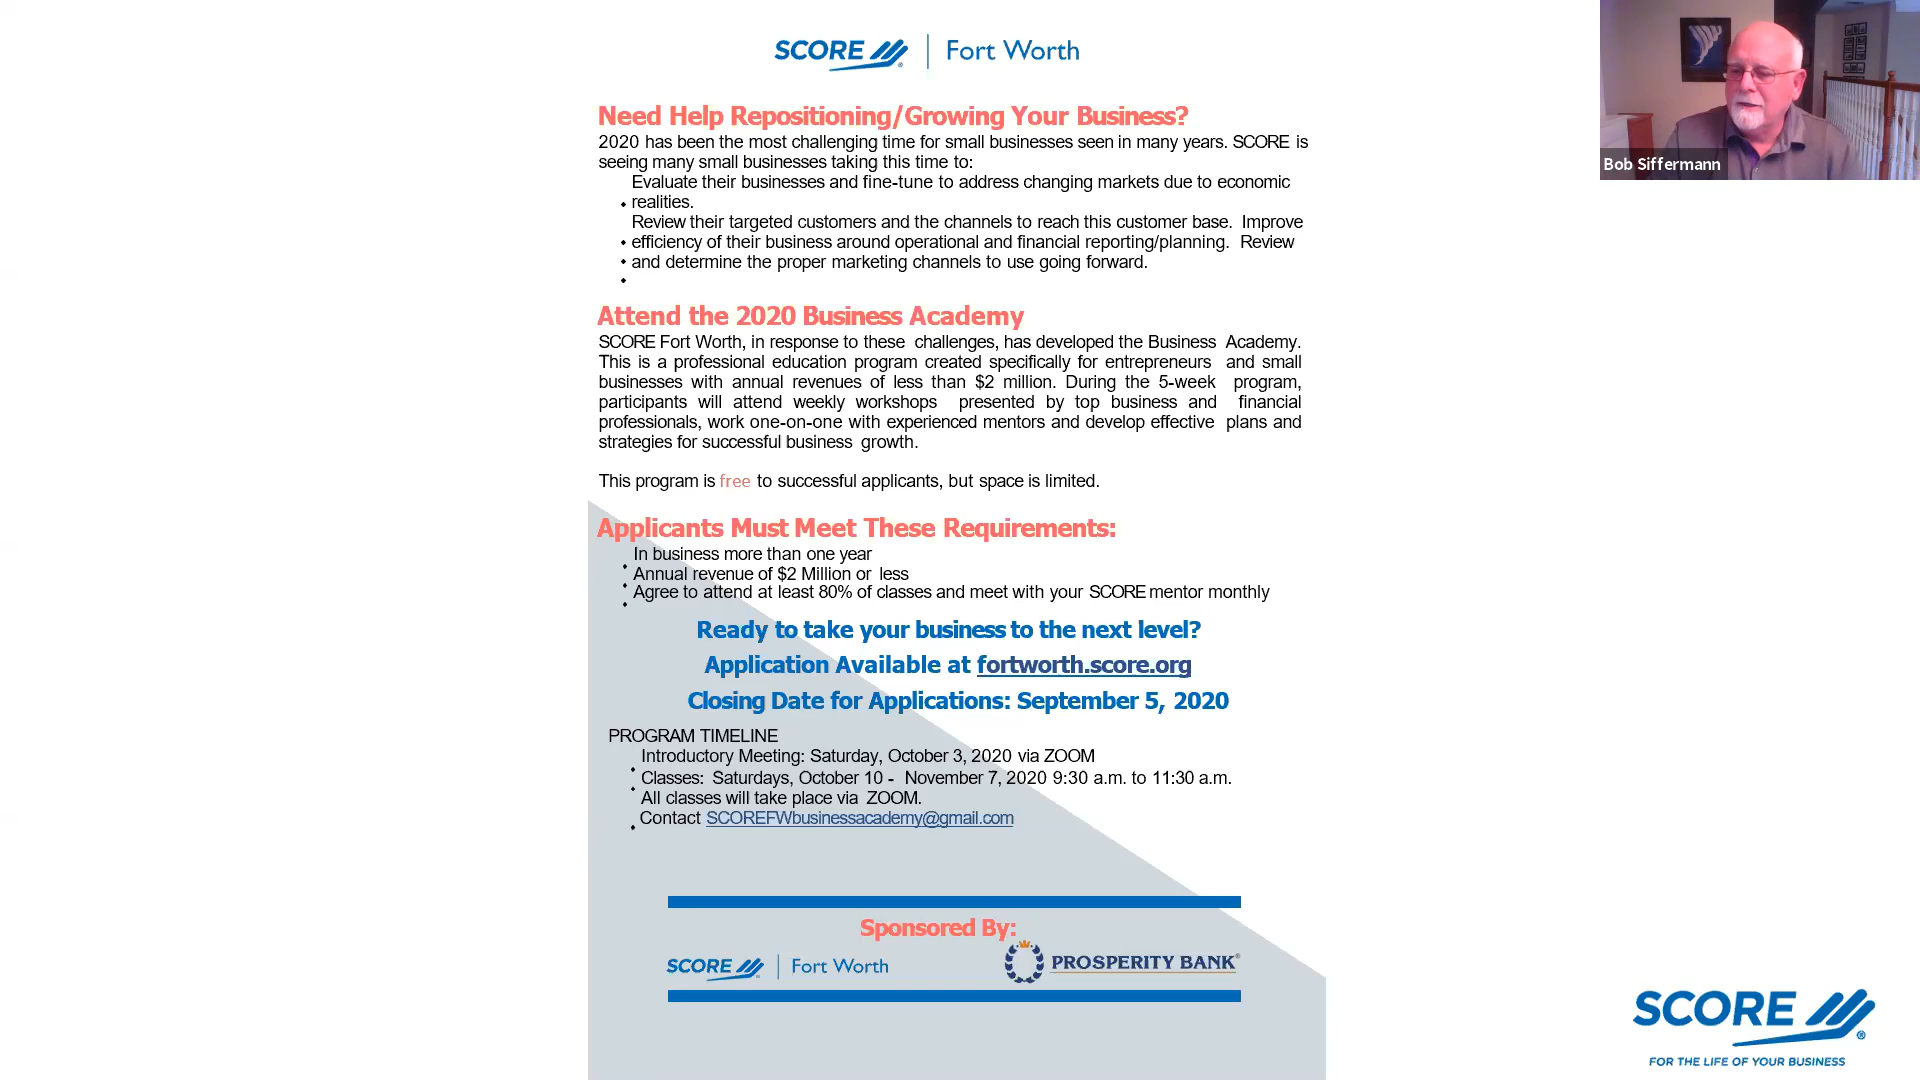 SCORE ® | Fort Worth
Need Help Repositioning/Growing Your Business?
2020 has been the most challenging time for small businesses seen in many years. SCORE is
seeing many small businesses taking this time to:
Evaluate their businesses and fine-tune to address changing markets due to economic
• realities.
Review their targeted customers and the channels to reach this customer base. Improve
• efficiency of their business around operational and financial reporting/planning. Review
• and determine the proper marketing channels to use going forward.
•
Attend the 2020 Business Academy
SCORE Fort Worth, in response to these challenges, has developed the Business Academy.
This is a professional education program created specifically for entrepreneurs and small
businesses with annual revenues of less than $2 million. During the 5-week program,
participants will attend weekly workshops presented by top business and financial
professionals, work one-on-one with experienced mentors and develop effective plans and
strategies for successful business growth.
This program is free to successful applicants, but space is limited.
Applicants Must Meet These Requirements:
In business more than one year
• Annual revenue of $2 Million or less
• Agree to attend at least 80% of classes and meet with your SCORE mentor monthly
•
Ready to take your business to the next level?
Application Available at fortworth.score.org
Closing Date for Applications: September 5, 2020
PROGRAM TIMELINE
Introductory Meeting: Saturday, October 3, 2020 via ZOOM
• Classes: Saturdays, October 10 - November 7, 2020 9:30 a.m. to 11:30 a.m.
• All classes will take place via ZOOM.
• Contact SCOREFWbusinessacademy@gmail.com
Sponsored By:
SCORE | Fort Worth
PROSPERITY BANK®
Bob Siffermann
SCORE ®
FOR THE LIFE OF YOUR BUSINESS